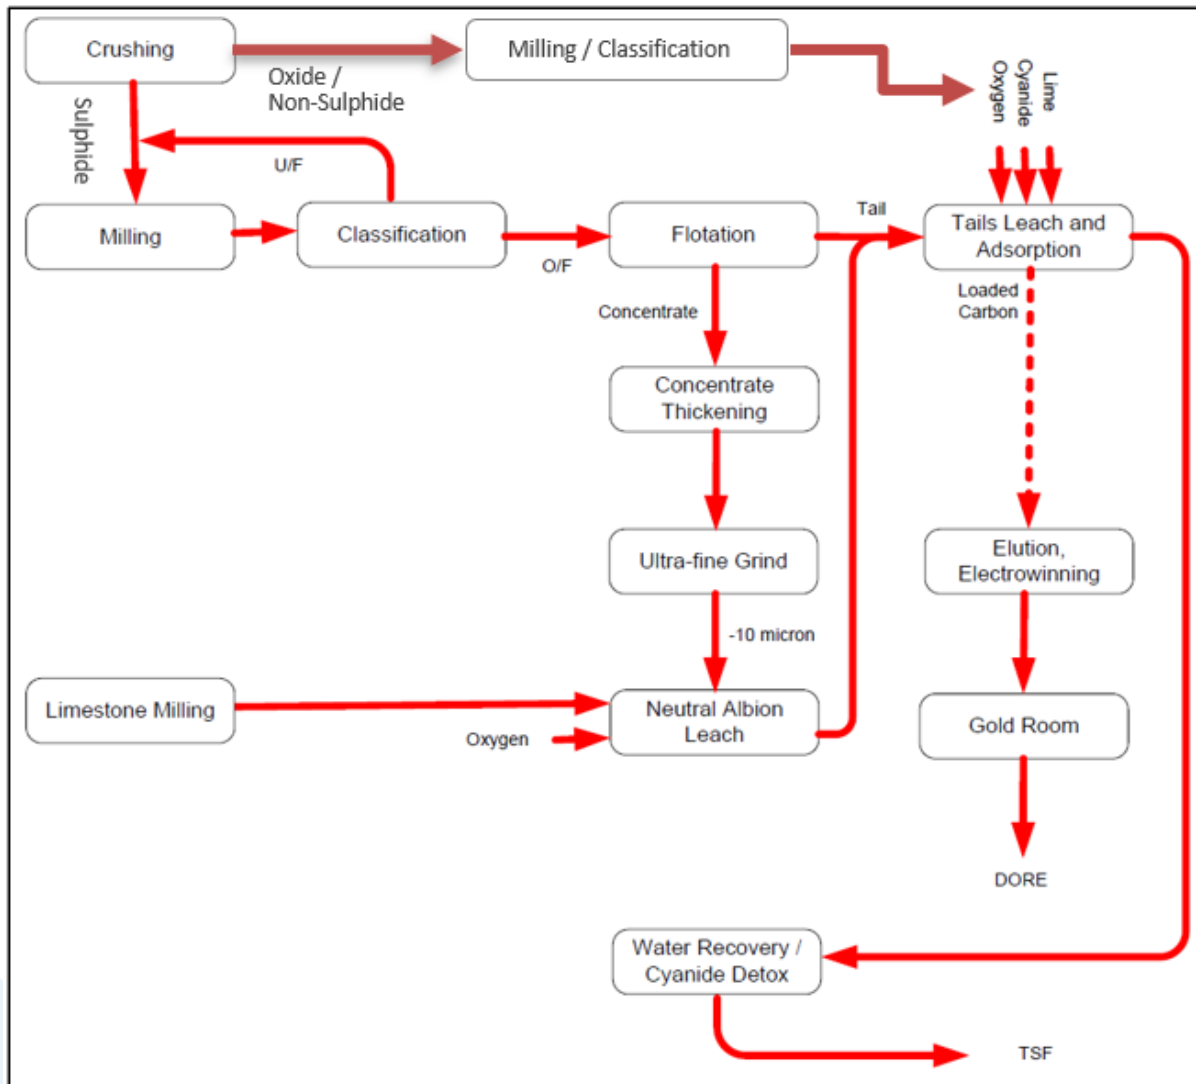 Crushing
Milling / Classification
Oxide /
Non-Sulphide
Oxygen
Cyanide
Lime
Sulphide
U/F
Milling
Classification
O/F
Flotation
Tail
Tails Leach and
Adsorption
Concentrate
Loaded
Carbon
Concentrate
Thickening
Ultra-fine Grind
Elution,
Electrowinning
-10 micron
Limestone Milling
Oxygen
Neutral Albion
Leach
Gold Room
DORE
Water Recovery /
Cyanide Detox
TSF